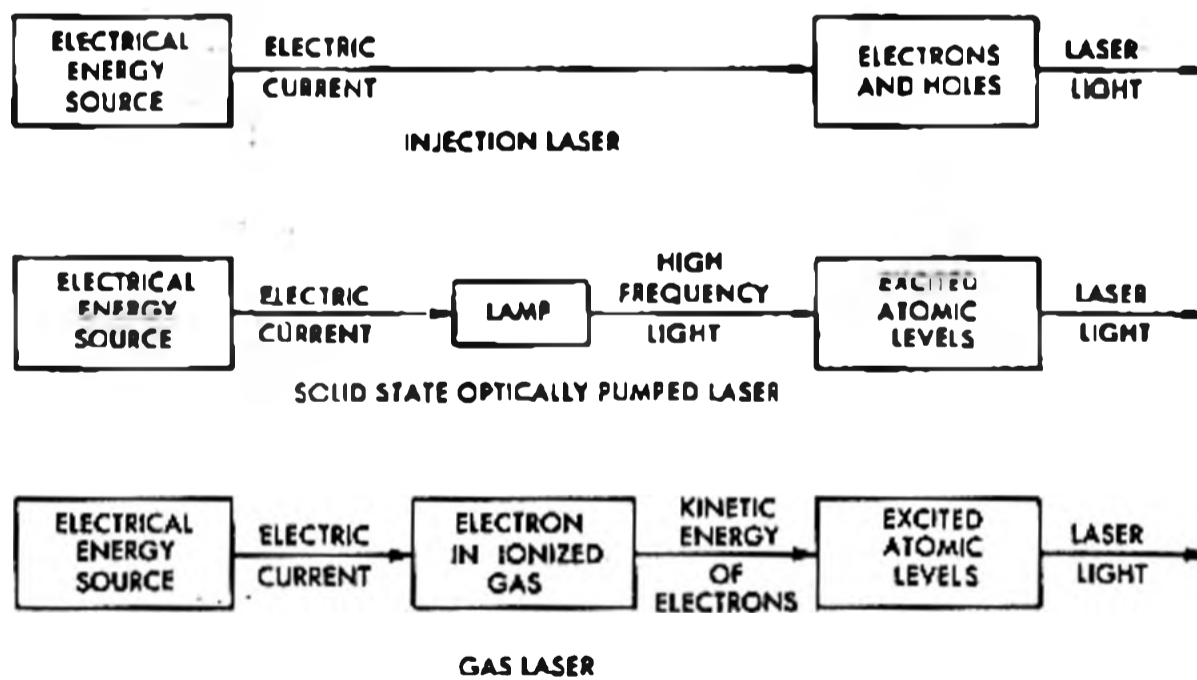 ELECTRICAL
ENERGY
SOURCE
ELECTRIC
CURRENT
ELECTRONS
AND HOLES
LASER
LIGHT
INJECTION LASER
ELECTRICAL
ENERGY
SOURCE
ELECTRIC
CURRENT
LAMP
HIGH
FREQUENCY
LIGHT
EXCITED
ATOMIC
LEVELS
LASER
LIGHT
SOLID STATE OPTICALLY PUMPED LASER
ELECTRICAL
ENERGY
SOURCE
ELECTRIC
CURRENT
ELECTRON
IN IONIZED
GAS
KINETIC
ENERGY
OF
ELECTRONS
EXCITED
ATOMIC
LEVELS
LASER
LIGHT
GAS LASER